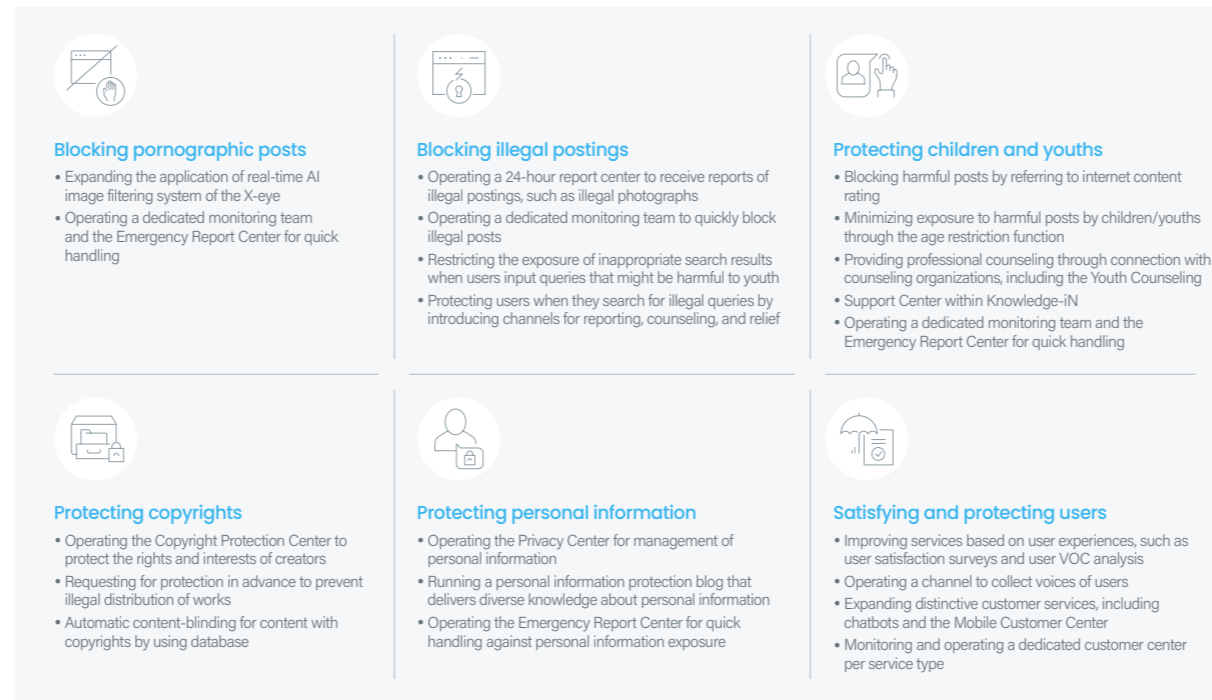 Blocking pornographic posts
• Expanding the application of real-time AI
image filtering system of the X-eye
• Operating a dedicated monitoring team
and the Emergency Report Center for quick
handling
Blocking illegal postings
• Operating a 24-hour report center to receive reports of
illegal postings, such as illegal photographs
• Operating a dedicated monitoring team to quickly block
illegal posts
• Restricting the exposure of inappropriate search results
when users input queries that might be harmful to youth
• Protecting users when they search for illegal queries by
introducing channels for reporting, counseling, and relief
Protecting children and youths
• Blocking harmful posts by referring to internet content
rating
• Minimizing exposure to harmful posts by children/youths
through the age restriction function
• Providing professional counseling through connection with
counseling organizations, including the Youth Counseling
• Support Center within Knowledge-iN
• Operating a dedicated monitoring team and the
Emergency Report Center for quick handling
Protecting copyrights
• Operating the Copyright Protection Center to
protect the rights and interests of creators
• Requesting for protection in advance to prevent
illegal distribution of works
• Automatic content-blinding for content with
copyrights by using database
Protecting personal information
• Operating the Privacy Center for management of
personal information
• Running a personal information protection blog that
delivers diverse knowledge about personal information
• Operating the Emergency Report Center for quick
handling against personal information exposure
Satisfying and protecting users
• Improving services based on user experiences, such as
user satisfaction surveys and user VOC analysis
• Operating a channel to collect voices of users
• Expanding distinctive customer services, including
chatbots and the Mobile Customer Center
• Monitoring and operating a dedicated customer center
per service type